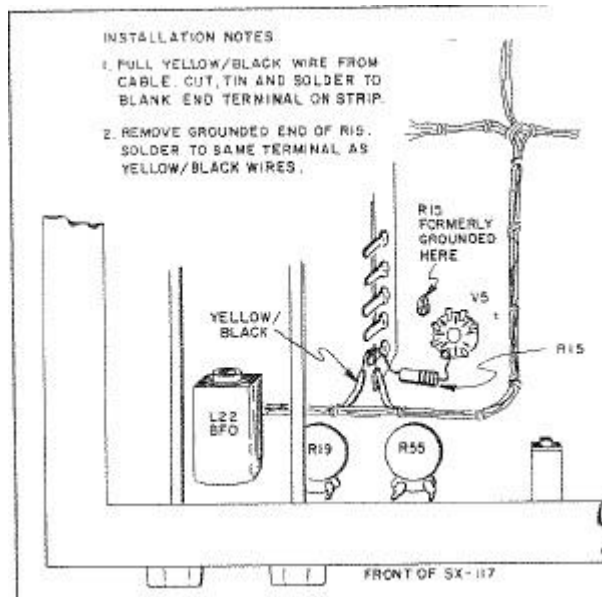 INSTALLATION NOTES
1. PULL YELLOW/BLACK WIRE FROM
CABLE. CUT, TIN AND SOLDER TO
BLANK END TERMINAL ON STRIP.
2. REMOVE GROUNDED END OF R15.
SOLDER TO SAME TERMINAL AS
YELLOW/BLACK WIRES.
R15
FORMERLY
GROUNDED
HERE
V5
YELLOW/
BLACK
R15
L22
BFO
R19
R55
FRONT OF SX-117